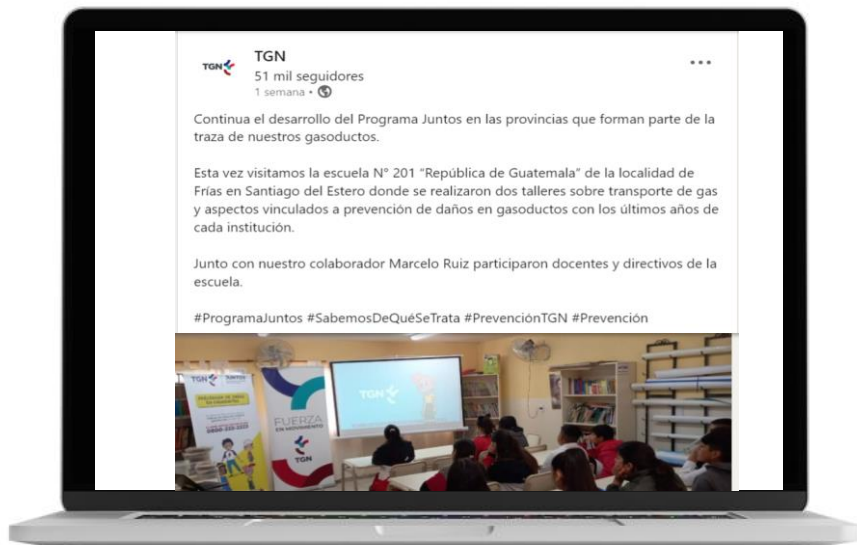 TGN
TGN
51 mil seguidores
1 semana •
Continua el desarrollo del Programa Juntos en las provincias que forman parte de la
traza de nuestros gasoductos.
Esta vez visitamos la escuela N° 201 "República de Guatemala" de la localidad de
Frías en Santiago del Estero donde se realizaron dos talleres sobre transporte de gas
y aspectos vinculados a prevención de daños en gasoductos con los últimos años de
cada institución.
Junto con nuestro colaborador Marcelo Ruiz participaron docentes y directivos de la
escuela.
#ProgramaJuntos #SabemosDeQuéSeTrata #PrevenciónTGN #Prevención
TGN
TGN
FUERZA
EN MOVIMIENTO
TGN